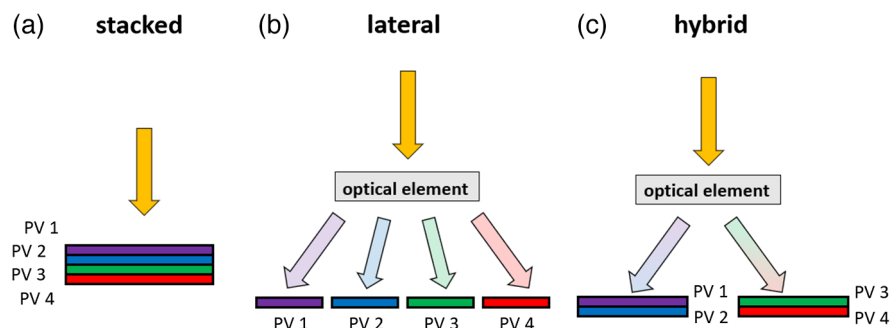 (a) stacked
PV 1
PV 2
PV 3
PV 4
(b) lateral
optical element
PV 1 PV 2 PV 3 PV 4
(c) hybrid
optical element
PV 1
PV 2
PV 3
PV 4